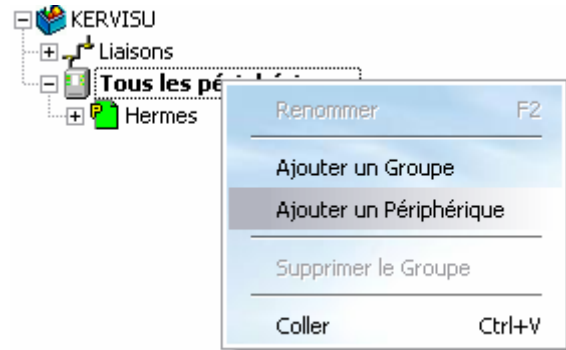 KERVISU
Liaisons
Tous les
Hermes
Renommer F2
Ajouter un Groupe
Ajouter un Périphérique
Supprimer le Groupe
Coller Ctrl+V